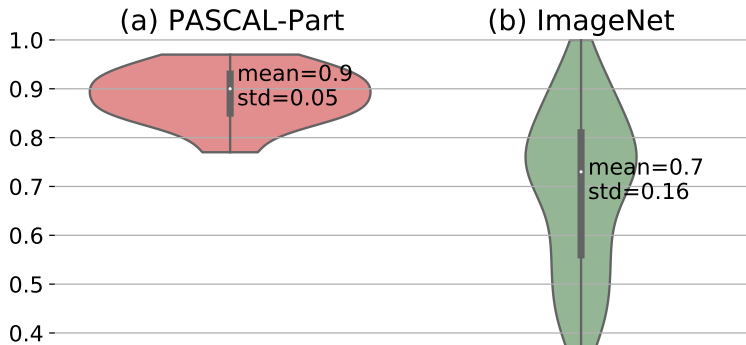 (a) PASCAL-Part
(b) ImageNet
1.0
0.9
mean=0.9
std=0.05
0.8
0.7
mean=0.7
std=0.16
0.6
0.5
0.4